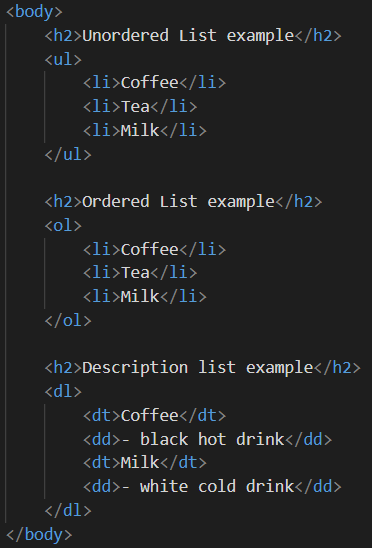 <body>
<h2>Unordered List example</h2>
<ul>
<li>Coffee</li>
<li>Tea</li>
<li>Milk</li>
</ul>
<h2>Ordered List example</h2>
<ol>
<li>Coffee</li>
<li>Tea</li>
<li>Milk</li>
</ol>
<h2>Description list example</h2>
<dl>
<dt>Coffee</dt>
<dd>- black hot drink</dd>
<dt>Milk</dt>
<dd>- white cold drink</dd>
</dl>
</body>